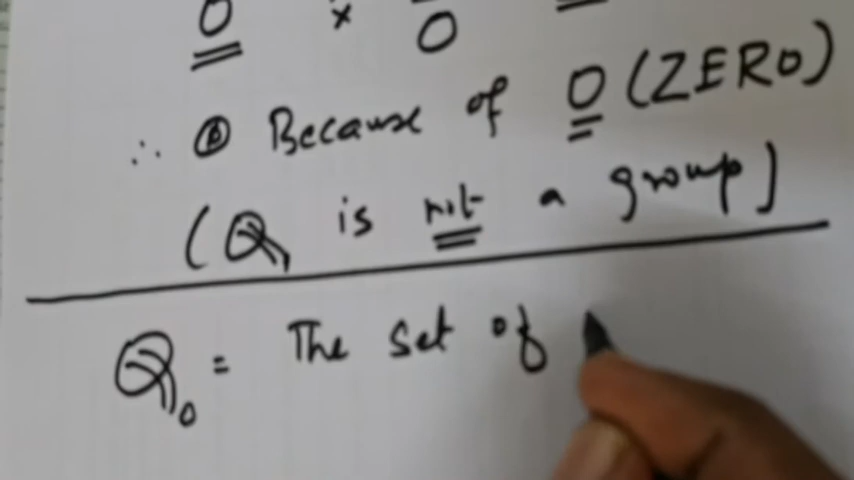 0 × 0
∴ Because of 0 (ZERO)
(Q is not a group)
Q₀ = The set of